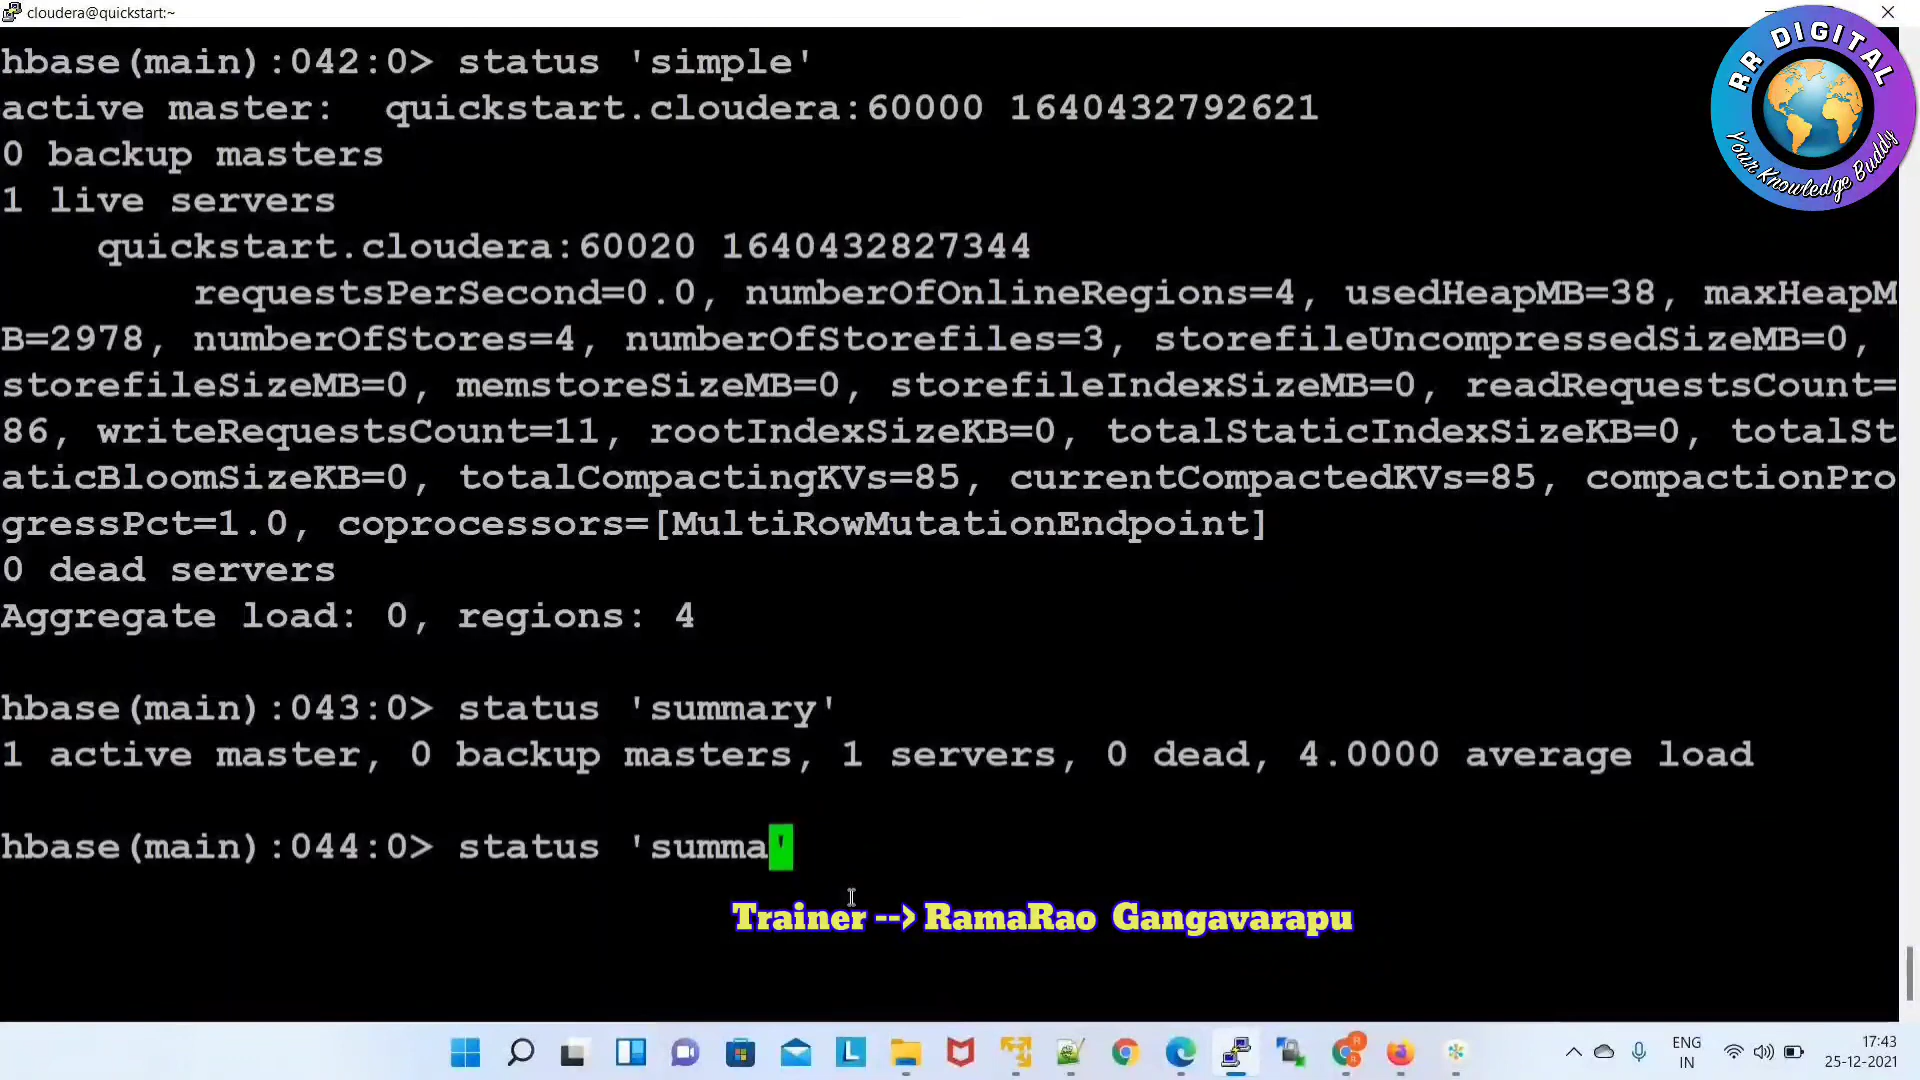 cloudera@quickstart:~
hbase(main):042:0> status 'simple'
active master:  quickstart.cloudera:60000 1640432792621
0 backup masters
1 live servers
    quickstart.cloudera:60020 1640432827344
        requestsPerSecond=0.0, numberOfOnlineRegions=4, usedHeapMB=38, maxHeapM
B=2978, numberOfStores=4, numberOfStorefiles=3, storefileUncompressedSizeMB=0,
storefileSizeMB=0, memstoreSizeMB=0, storefileIndexSizeMB=0, readRequestsCount=
86, writeRequestsCount=11, rootIndexSizeKB=0, totalStaticIndexSizeKB=0, totalSt
aticBloomSizeKB=0, totalCompactingKVs=85, currentCompactedKVs=85, compactionPro
gressPct=1.0, coprocessors=[MultiRowMutationEndpoint]
0 dead servers
Aggregate load: 0, regions: 4
hbase(main):043:0> status 'summary'
1 active master, 0 backup masters, 1 servers, 0 dead, 4.0000 average load
hbase(main):044:0> status 'summa'
Trainer --> RamaRao Gangavarapu
RR DIGITAL
Your Knowledge Buddy
ENG
IN
17:43
25-12-2021